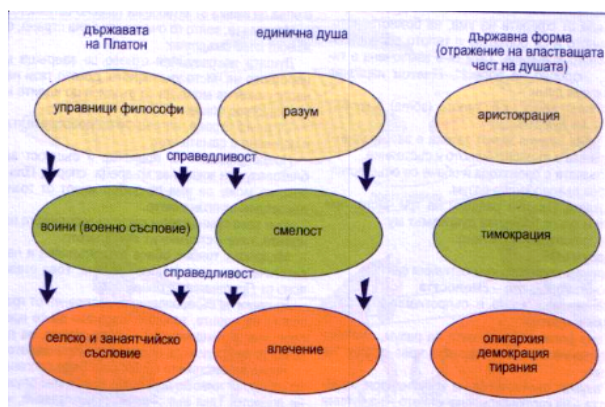 държавата
на Платон
единична душа
държавна форма
(отражение на властващата
част на душата)
управници философи
разум
аристокрация
справедливост
воини (военно съсловие)
смелост
тимокрация
справедливост
селско и занаятчийско
съсловие
влечение
олигархия
демокрация
тирания